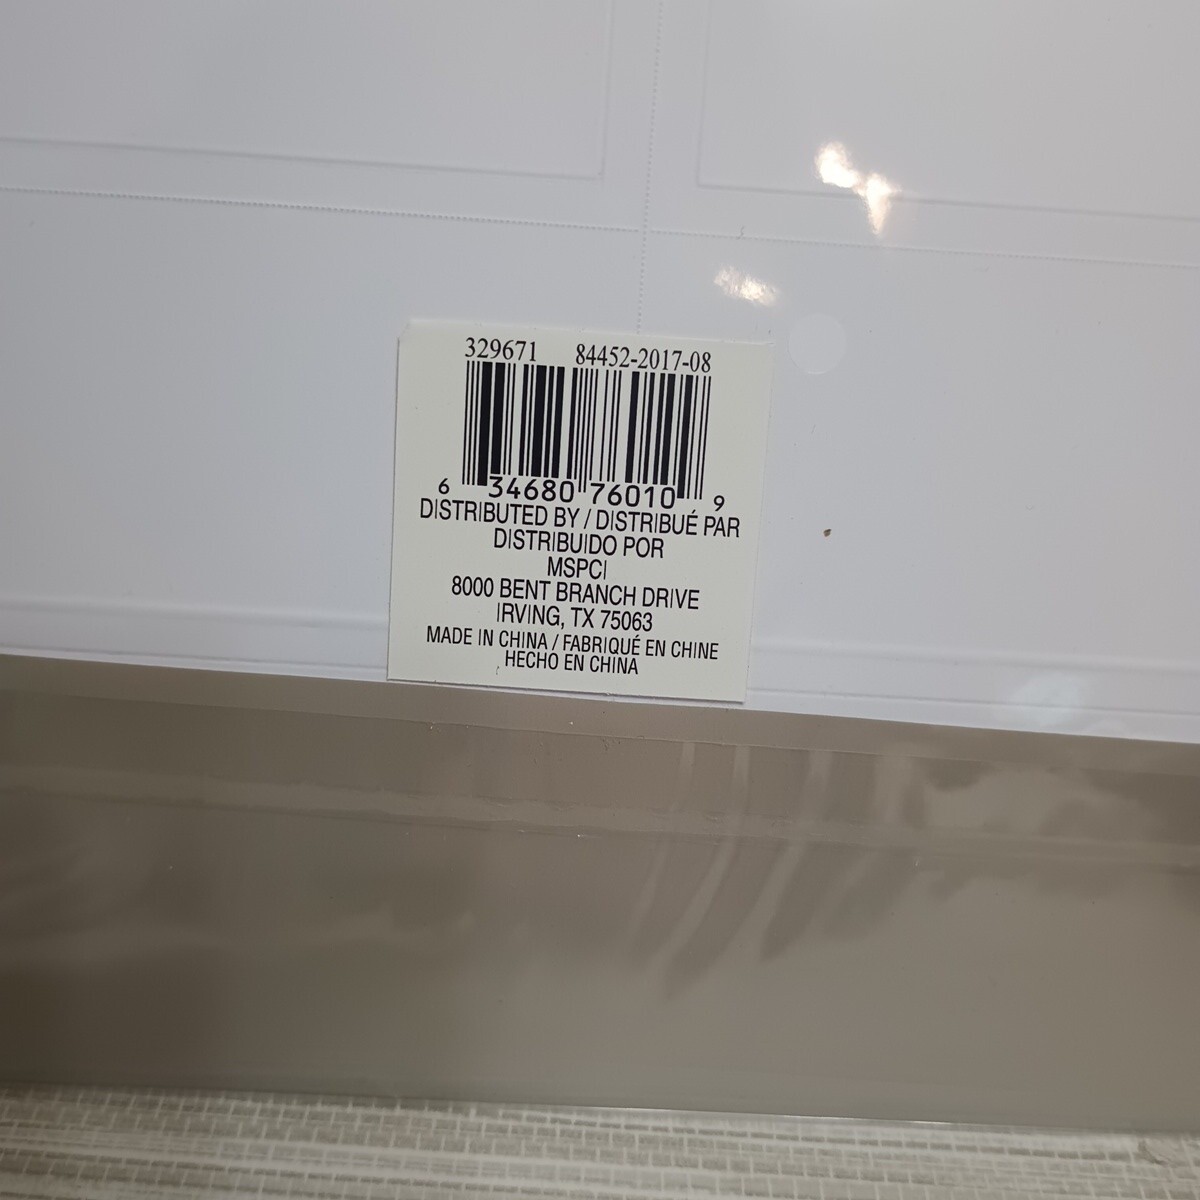 329671 84452-2017-08
6 34680 76010 9
DISTRIBUTED BY / DISTRIBUÉ PAR
DISTRIBUIDO POR
MSPCI
8000 BENT BRANCH DRIVE
IRVING, TX 75063
MADE IN CHINA / FABRIQUÉ EN CHINE
HECHO EN CHINA